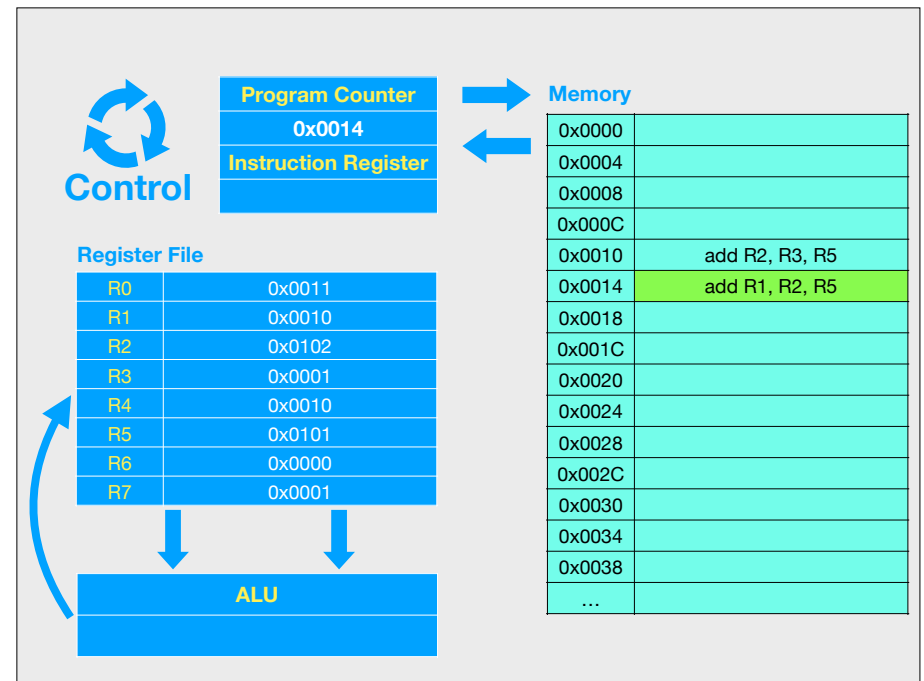 Program Counter
0x0014
Instruction Register
Control
Memory
0x0000
0x0004
0x0008
0x000C
0x0010 add R2, R3, R5
0x0014 add R1, R2, R5
0x0018
0x001C
0x0020
0x0024
0x0028
0x002C
0x0030
0x0034
0x0038
…
Register File
R0 0x0011
R1 0x0010
R2 0x0102
R3 0x0001
R4 0x0010
R5 0x0101
R6 0x0000
R7 0x0001
ALU